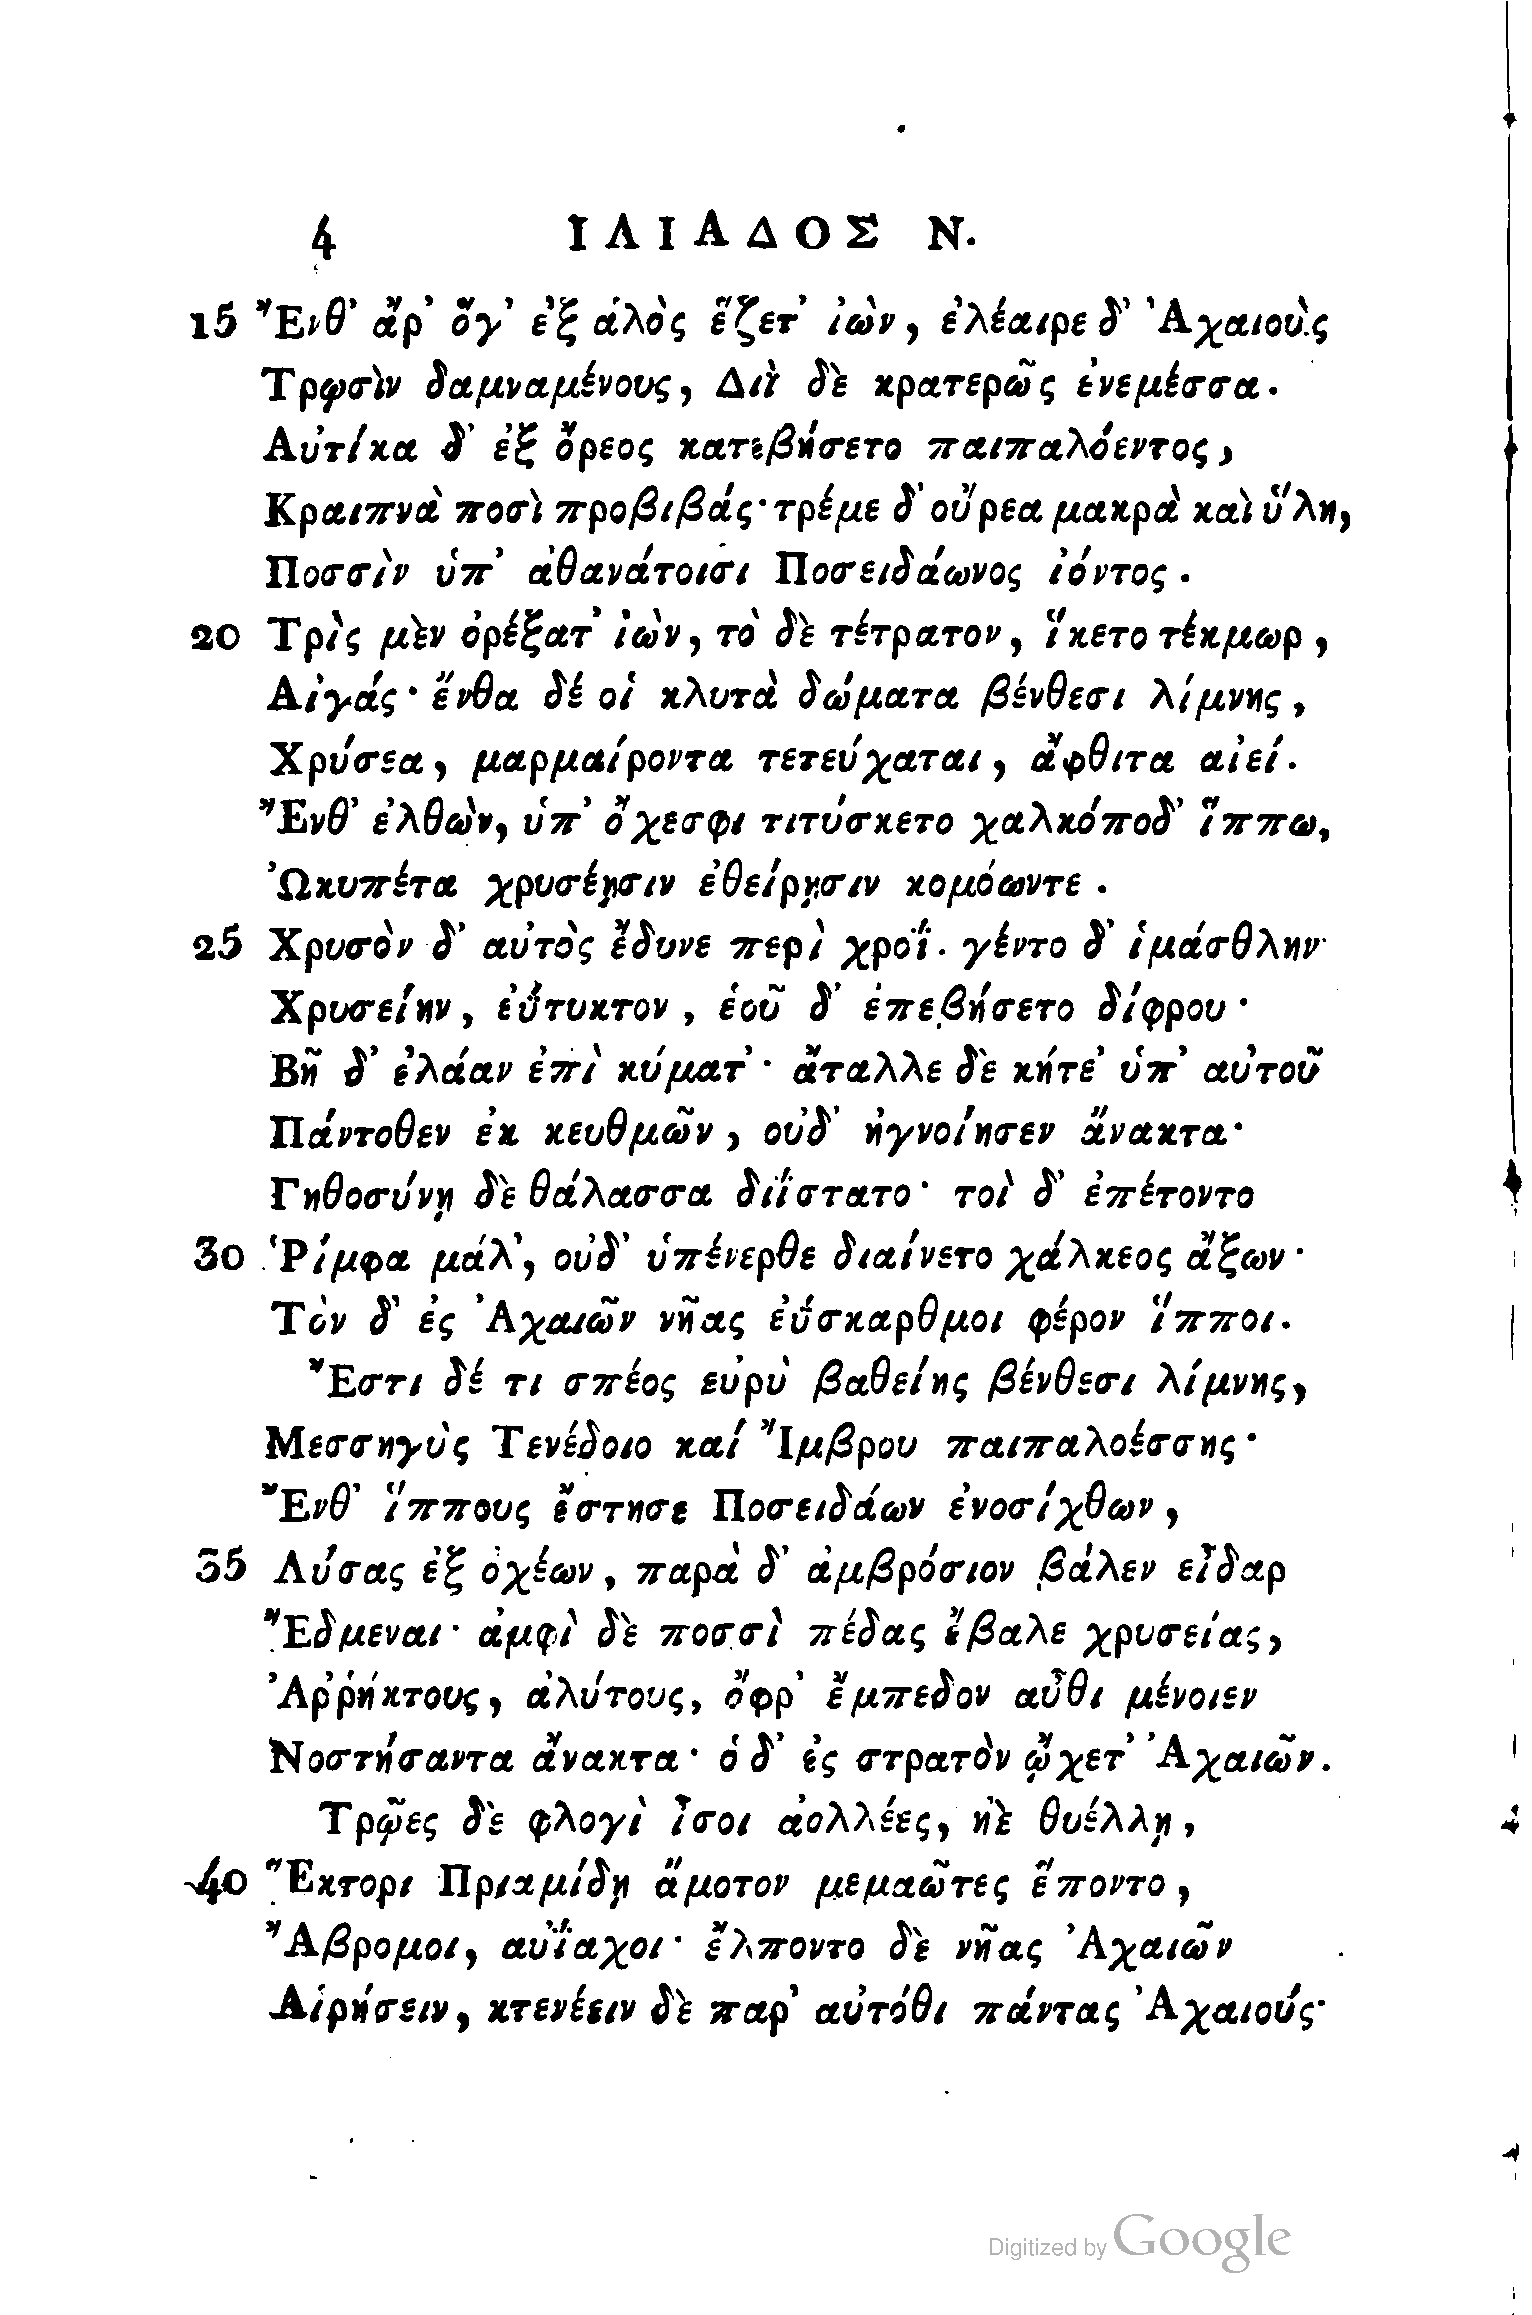 4 ΙΛΙΑΔΟΣ Ν.
15 Ἔνθ᾽ ἄρ᾽ ὅγ᾽ ἐξ ἁλὸς ἕζετ᾽ ἰὼν, ἐλέαιρε δ᾽ Ἀχαιοὺς
Τρωσὶν δαμναμένους, Διῒ δὲ κρατερῶς ἐνεμέσσα.
Αὐτίκα δ᾽ ἐξ ὄρεος κατεβήσετο παιπαλόεντος,
Κραιπνὰ ποσὶ προβιβάς· τρέμε δ᾽ οὔρεα μακρὰ καὶ ὕλη,
Ποσσὶν ὑπ᾽ ἀθανάτοισι Ποσειδάωνος ἰόντος.
20 Τρὶς μὲν ὀρέξατ᾽ ἰὼν, τὸ δὲ τέτρατον, ἵκετο τέκμωρ,
Αἰγάς· ἔνθα δέ οἱ κλυτὰ δώματα βένθεσι λίμνης,
Χρύσεα, μαρμαίροντα τετεύχαται, ἄφθιτα αἰεί.
Ἔνθ᾽ ἐλθὼν, ὑπ᾽ ὄχεσφι τιτύσκετο χαλκόποδ᾽ ἵππω,
Ὠκυπέτα χρυσέῃσιν ἐθείρῃσιν κομόωντε.
25 Χρυσὸν δ᾽ αὐτὸς ἔδυνε περὶ χροΐ. γέντο δ᾽ ἱμάσθλην
Χρυσείην, ἐΰτυκτον, ἑοῦ δ᾽ ἐπεβήσετο δίφρου·
Βῆ δ᾽ ἐλάαν ἐπὶ κύματ᾽· ἄταλλε δὲ κήτε᾽ ὑπ᾽ αὐτοῦ
Πάντοθεν ἐκ κευθμῶν, οὐδ᾽ ἠγνοίησεν ἄνακτα·
Γηθοσύνῃ δὲ θάλασσα διΐστατο· τοὶ δ᾽ ἐπέτοντο
30 Ῥίμφα μάλ᾽, οὐδ᾽ ὑπένερθε διαίνετο χάλκεος ἄξων·
Τὸν δ᾽ ἐς Ἀχαιῶν νῆας ἐΰσκαρθμοι φέρον ἵπποι.
Ἔστι δέ τι σπέος εὐρὺ βαθείης βένθεσι λίμνης,
Μεσσηγὺς Τενέδοιο καί Ἴμβρου παιπαλοέσσης·
Ἔνθ᾽ ἵππους ἔστησε Ποσειδάων ἐνοσίχθων,
35 Λύσας ἐξ ὀχέων, παρὰ δ᾽ ἀμβρόσιον βάλεν εἶδαρ
Ἔδμεναι· ἀμφὶ δὲ ποσσὶ πέδας ἔβαλε χρυσείας,
Ἀῤῥήκτους, ἀλύτους, ὄφρ᾽ ἔμπεδον αὖθι μένοιεν
Νοστήσαντα ἄνακτα· ὁ δ᾽ ἐς στρατὸν ᾤχετ᾽ Ἀχαιῶν.
Τρῶες δὲ φλογὶ ἶσοι ἀολλέες, ἠὲ θυέλλῃ,
40 Ἕκτορι Πριαμίδῃ ἄμοτον μεμαῶτες ἕποντο,
Ἄβρομοι, αὐΐαχοι· ἔλποντο δὲ νῆας Ἀχαιῶν
Αἱρήσειν, κτενέειν δὲ παρ᾽ αὐτόθι πάντας Ἀχαιούς·
Digitized by Google